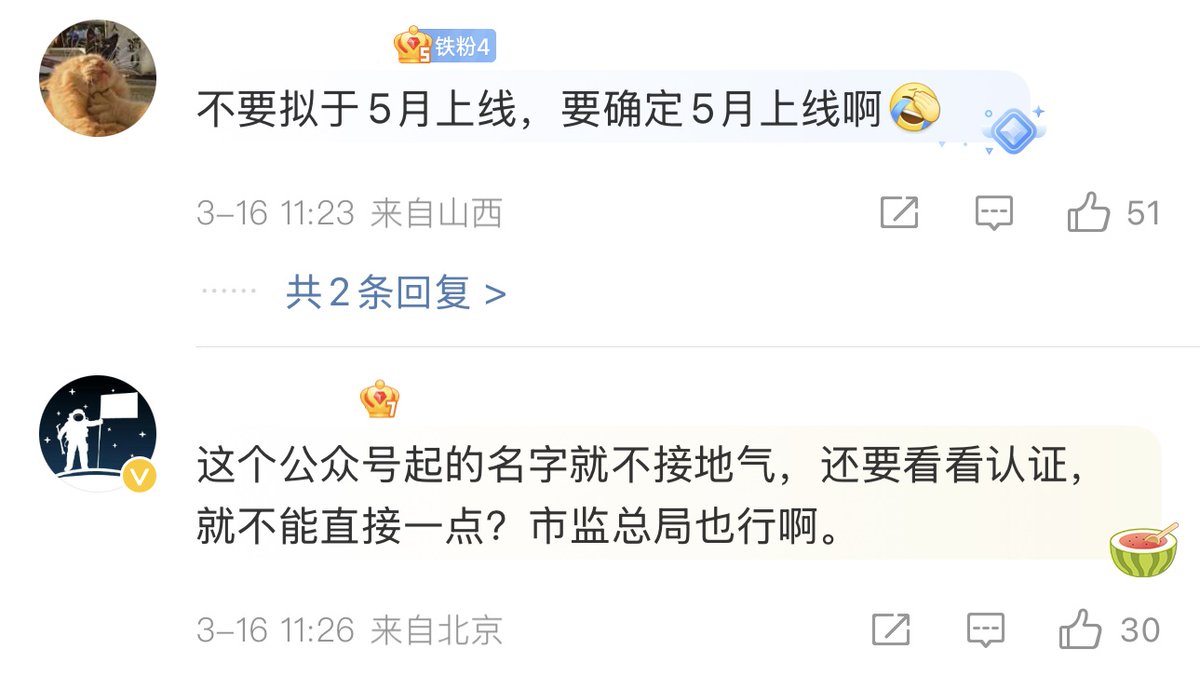 5 铁粉4
不要拟于5月上线，要确定5月上线啊
3-16 11:23 来自山西
51
…… 共2条回复 >
7
这个公众号起的名字就不接地气，还要看看认证，
就不能直接一点？市监总局也行啊。
3-16 11:26 来自北京
30